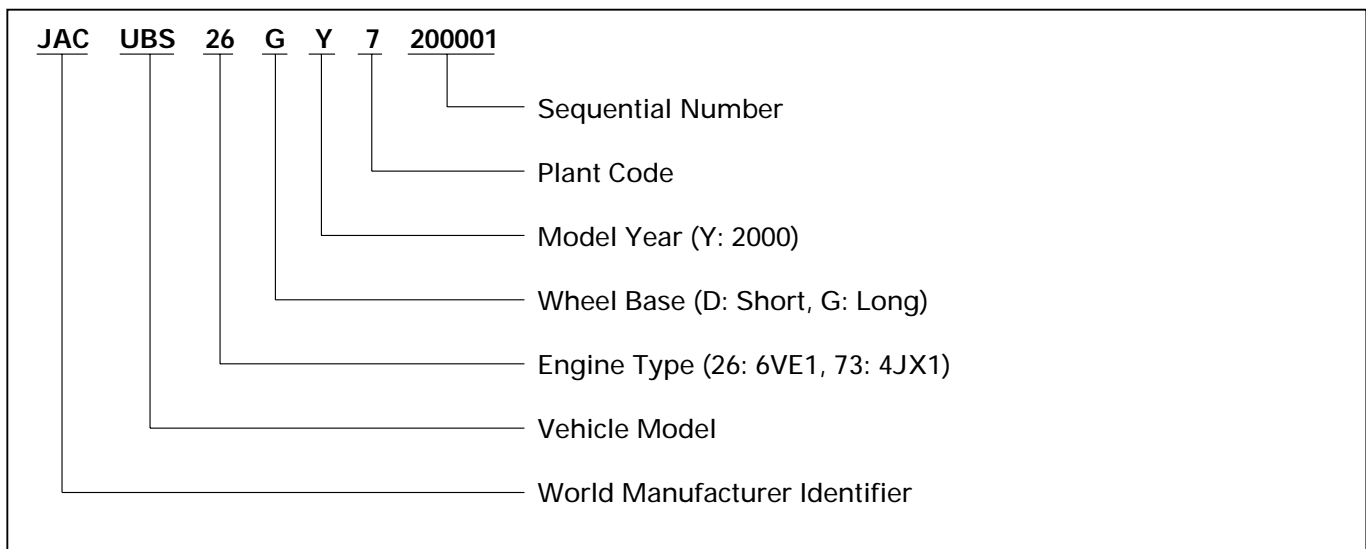 JAC UBS 26 G Y 7 200001
Sequential Number
Plant Code
Model Year (Y: 2000)
Wheel Base (D: Short, G: Long)
Engine Type (26: 6VE1, 73: 4JX1)
Vehicle Model
World Manufacturer Identifier